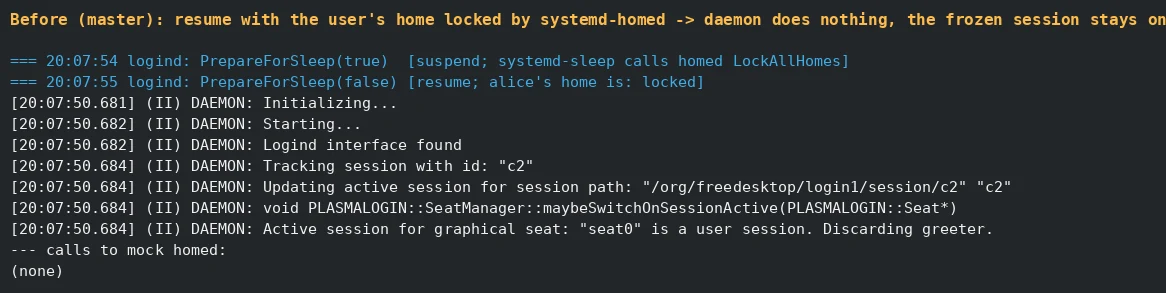 Before (master): resume with the user's home locked by systemd-homed -> daemon does nothing, the frozen session stays on
=== 20:07:54 logind: PrepareForSleep(true)  [suspend; systemd-sleep calls homed LockAllHomes]
=== 20:07:55 logind: PrepareForSleep(false) [resume; alice's home is: locked]
[20:07:50.681] (II) DAEMON: Initializing...
[20:07:50.682] (II) DAEMON: Starting...
[20:07:50.682] (II) DAEMON: Logind interface found
[20:07:50.684] (II) DAEMON: Tracking session with id: "c2"
[20:07:50.684] (II) DAEMON: Updating active session for session path: "/org/freedesktop/login1/session/c2" "c2"
[20:07:50.684] (II) DAEMON: void PLASMALOGIN::SeatManager::maybeSwitchOnSessionActive(PLASMALOGIN::Seat*)
[20:07:50.684] (II) DAEMON: Active session for graphical seat: "seat0" is a user session. Discarding greeter.
--- calls to mock homed:
(none)